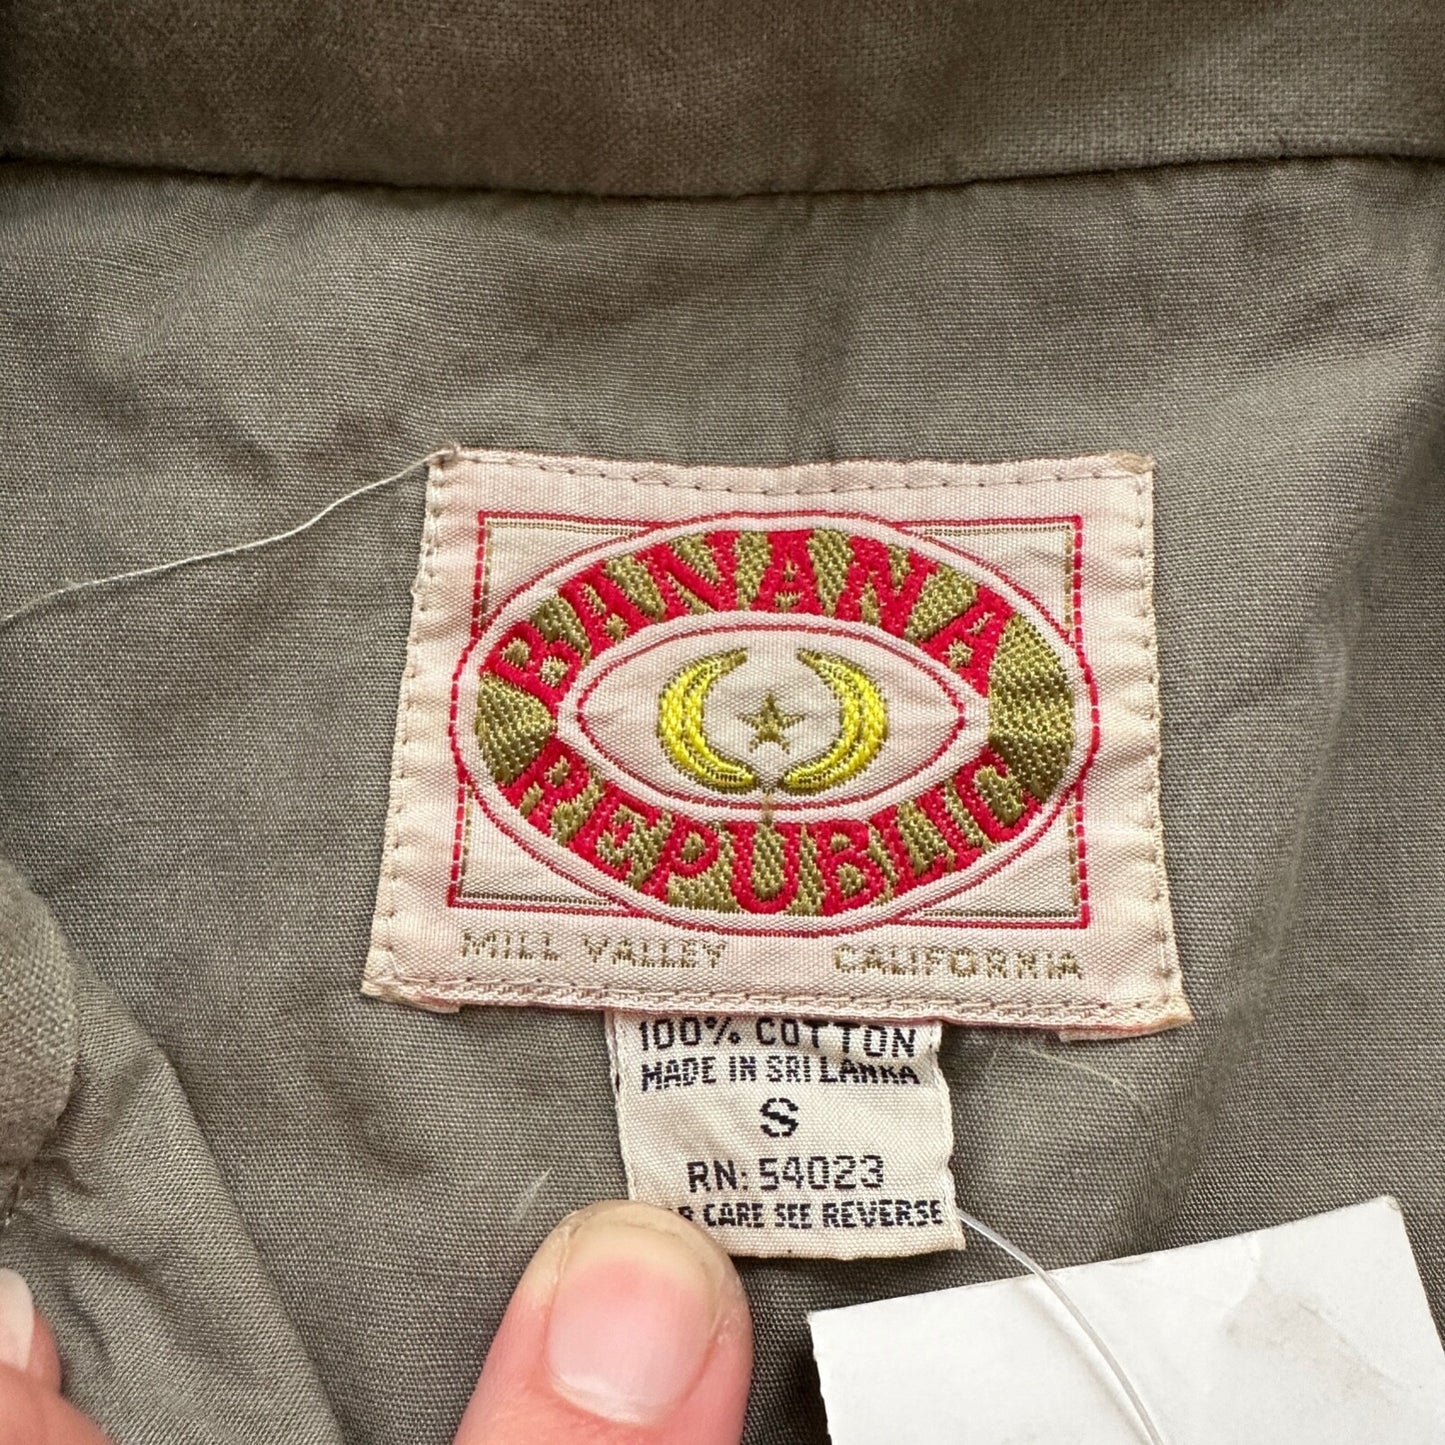 BANANA
REPUBLIC
MILL VALLEY CALIFORNIA
100% COTTON
MADE IN SRI LANKA
S
RN: 54023
CARE SEE REVERSE